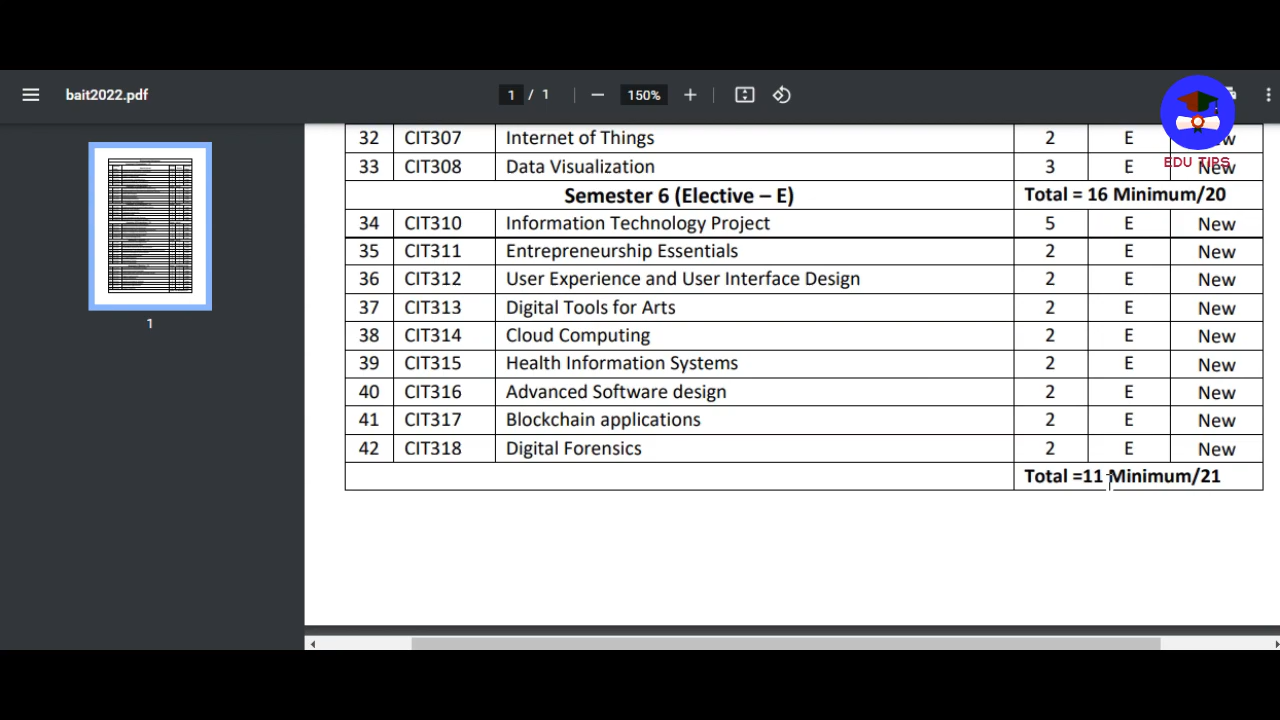 bait2022.pdf 1 / 1 150%
EDU TIPS
32 CIT307 Internet of Things 2 E
33 CIT308 Data Visualization 3 E New
Semester 6 (Elective – E) Total = 16 Minimum/20
34 CIT310 Information Technology Project 5 E New
35 CIT311 Entrepreneurship Essentials 2 E New
36 CIT312 User Experience and User Interface Design 2 E New
37 CIT313 Digital Tools for Arts 2 E New
38 CIT314 Cloud Computing 2 E New
39 CIT315 Health Information Systems 2 E New
40 CIT316 Advanced Software design 2 E New
41 CIT317 Blockchain applications 2 E New
42 CIT318 Digital Forensics 2 E New
Total =11 Minimum/21
1